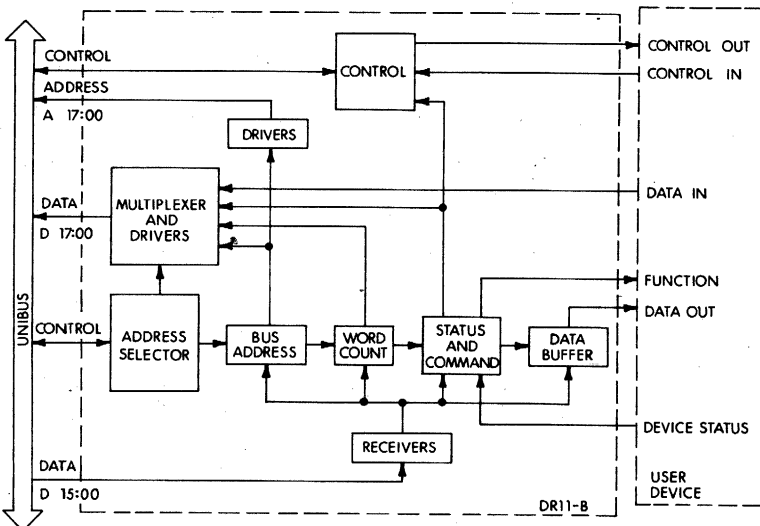 CONTROL
ADDRESS
A 17:00
DRIVERS
CONTROL
CONTROL OUT
CONTROL IN
MULTIPLEXER
AND
DRIVERS
DATA
D 17:00
DATA IN
UNIBUS
CONTROL
ADDRESS
SELECTOR
BUS
ADDRESS
WORD
COUNT
STATUS
AND
COMMAND
DATA
BUFFER
FUNCTION
DATA OUT
RECEIVERS
DEVICE STATUS
DATA
D 15:00
DR11-B
USER
DEVICE